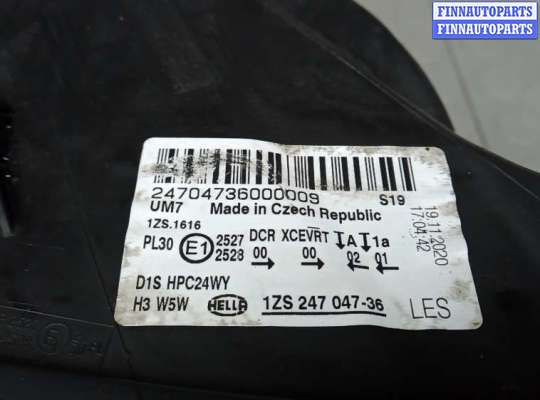 FINNAUTOPARTS
FINNAUTOPARTS
24704736000009
S19
UM7 Made in Czech Republic
1ZS.1616
PL30 E1 2527 DCR XCEVRT A 1a
2528 00 00 02 01
D1S HPC24WY
H3 W5W HELLA 1ZS 247 047-36
LES
19.11.2020
17:04:42